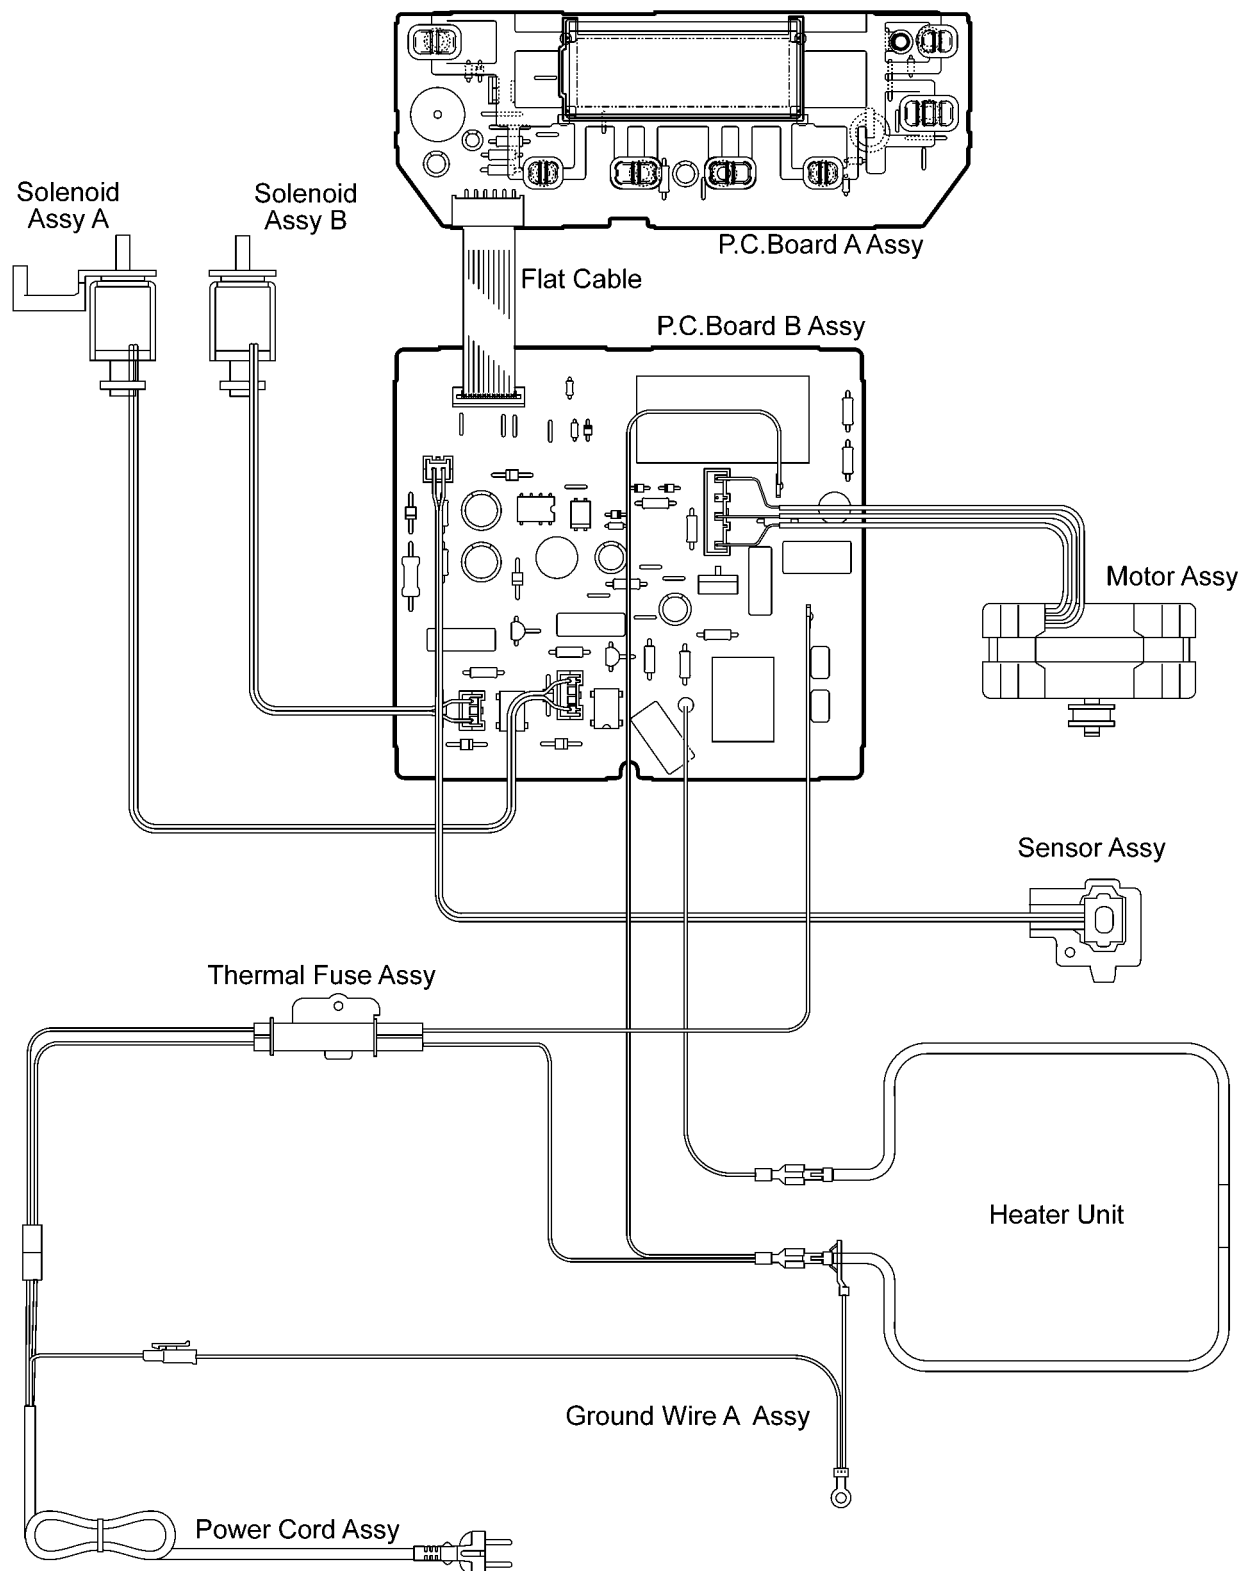 Solenoid
Assy A
Solenoid
Assy B
P.C.Board A Assy
Flat Cable
P.C.Board B Assy
Motor Assy
Sensor Assy
Thermal Fuse Assy
Heater Unit
Ground Wire A Assy
Power Cord Assy